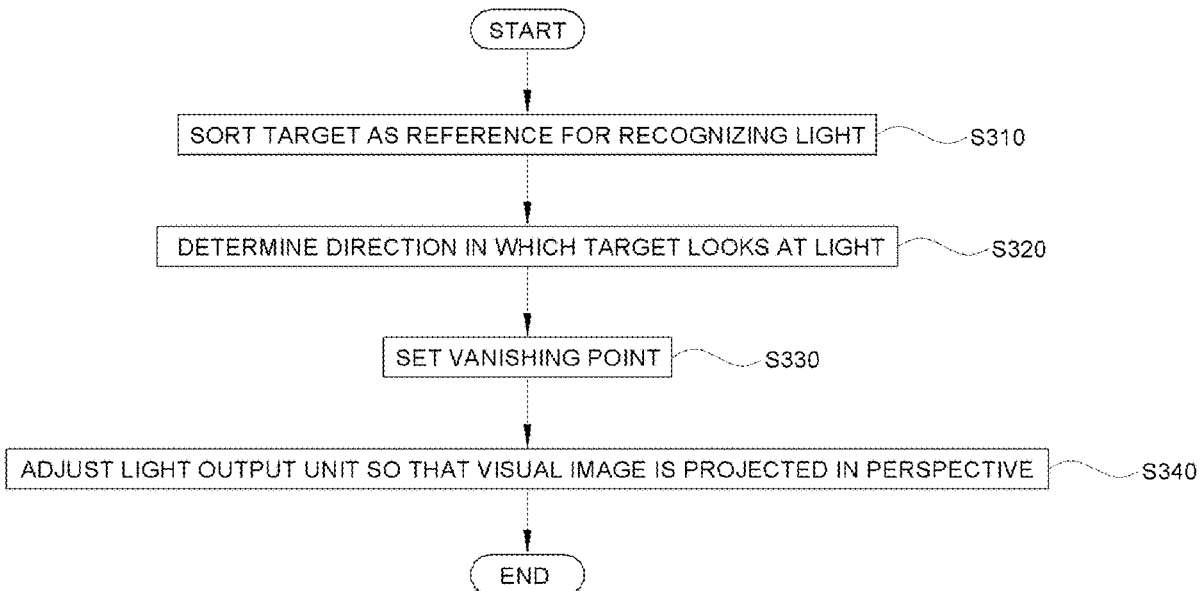 START
SORT TARGET AS REFERENCE FOR RECOGNIZING LIGHT
S310
DETERMINE DIRECTION IN WHICH TARGET LOOKS AT LIGHT
S320
SET VANISHING POINT
S330
ADJUST LIGHT OUTPUT UNIT SO THAT VISUAL IMAGE IS PROJECTED IN PERSPECTIVE
S340
END